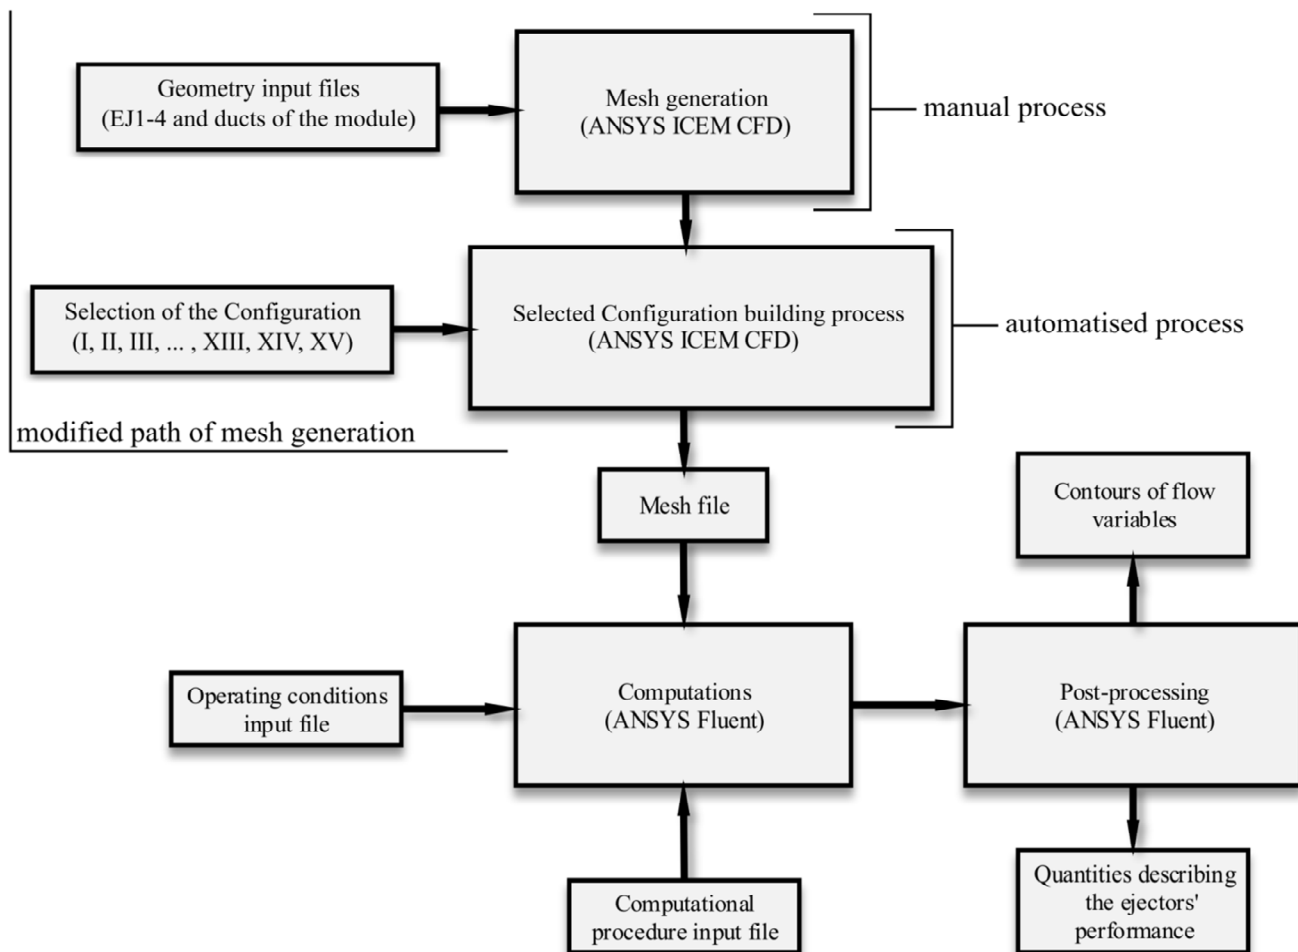 Geometry input files
(EJ1-4 and ducts of the module)
Mesh generation
(ANSYS ICEM CFD)
manual process
Selection of the Configuration
(I, II, III, ... , XIII, XIV, XV)
Selected Configuration building process
(ANSYS ICEM CFD)
automatised process
modified path of mesh generation
Mesh file
Contours of flow
variables
Operating conditions
input file
Computations
(ANSYS Fluent)
Post-processing
(ANSYS Fluent)
Computational
procedure input file
Quantities describing
the ejectors'
performance